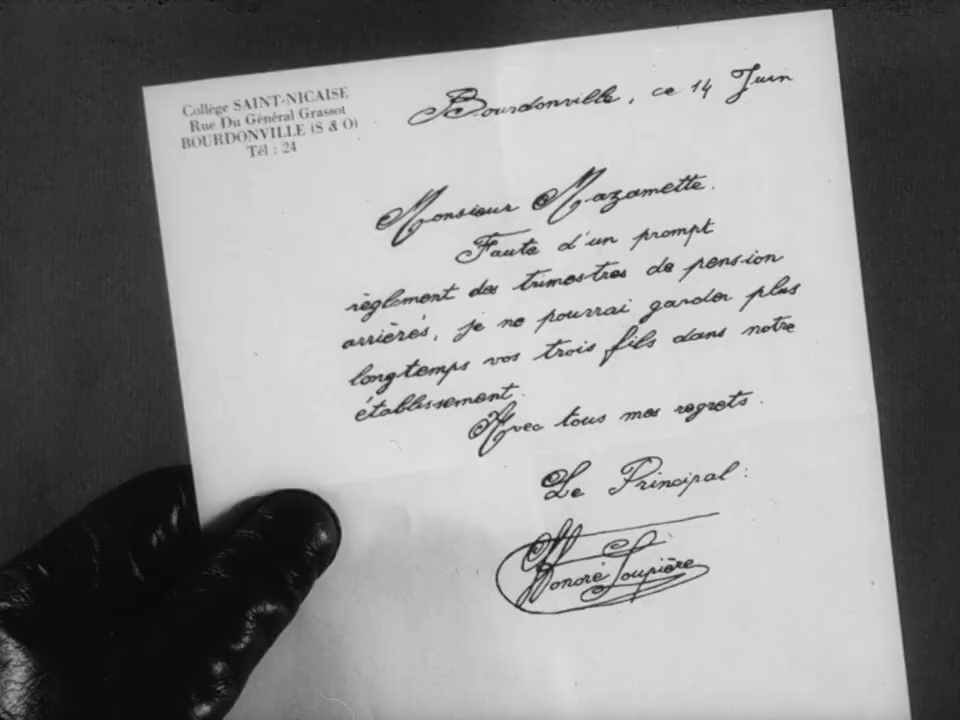 Collège SAINT-NICAISE
Rue Du Général Grassot
BOURDONVILLE (S & O)
Tél : 24
Bourdonville, ce 14 Juin
Monsieur Mazamette.
Faute d'un prompt
règlement des trimestres de pension
arriérés, je ne pourrai garder plus
longtemps vos trois fils dans notre
établissement.
Avec tous mes regrets.
Le Principal :
Honoré Loupière